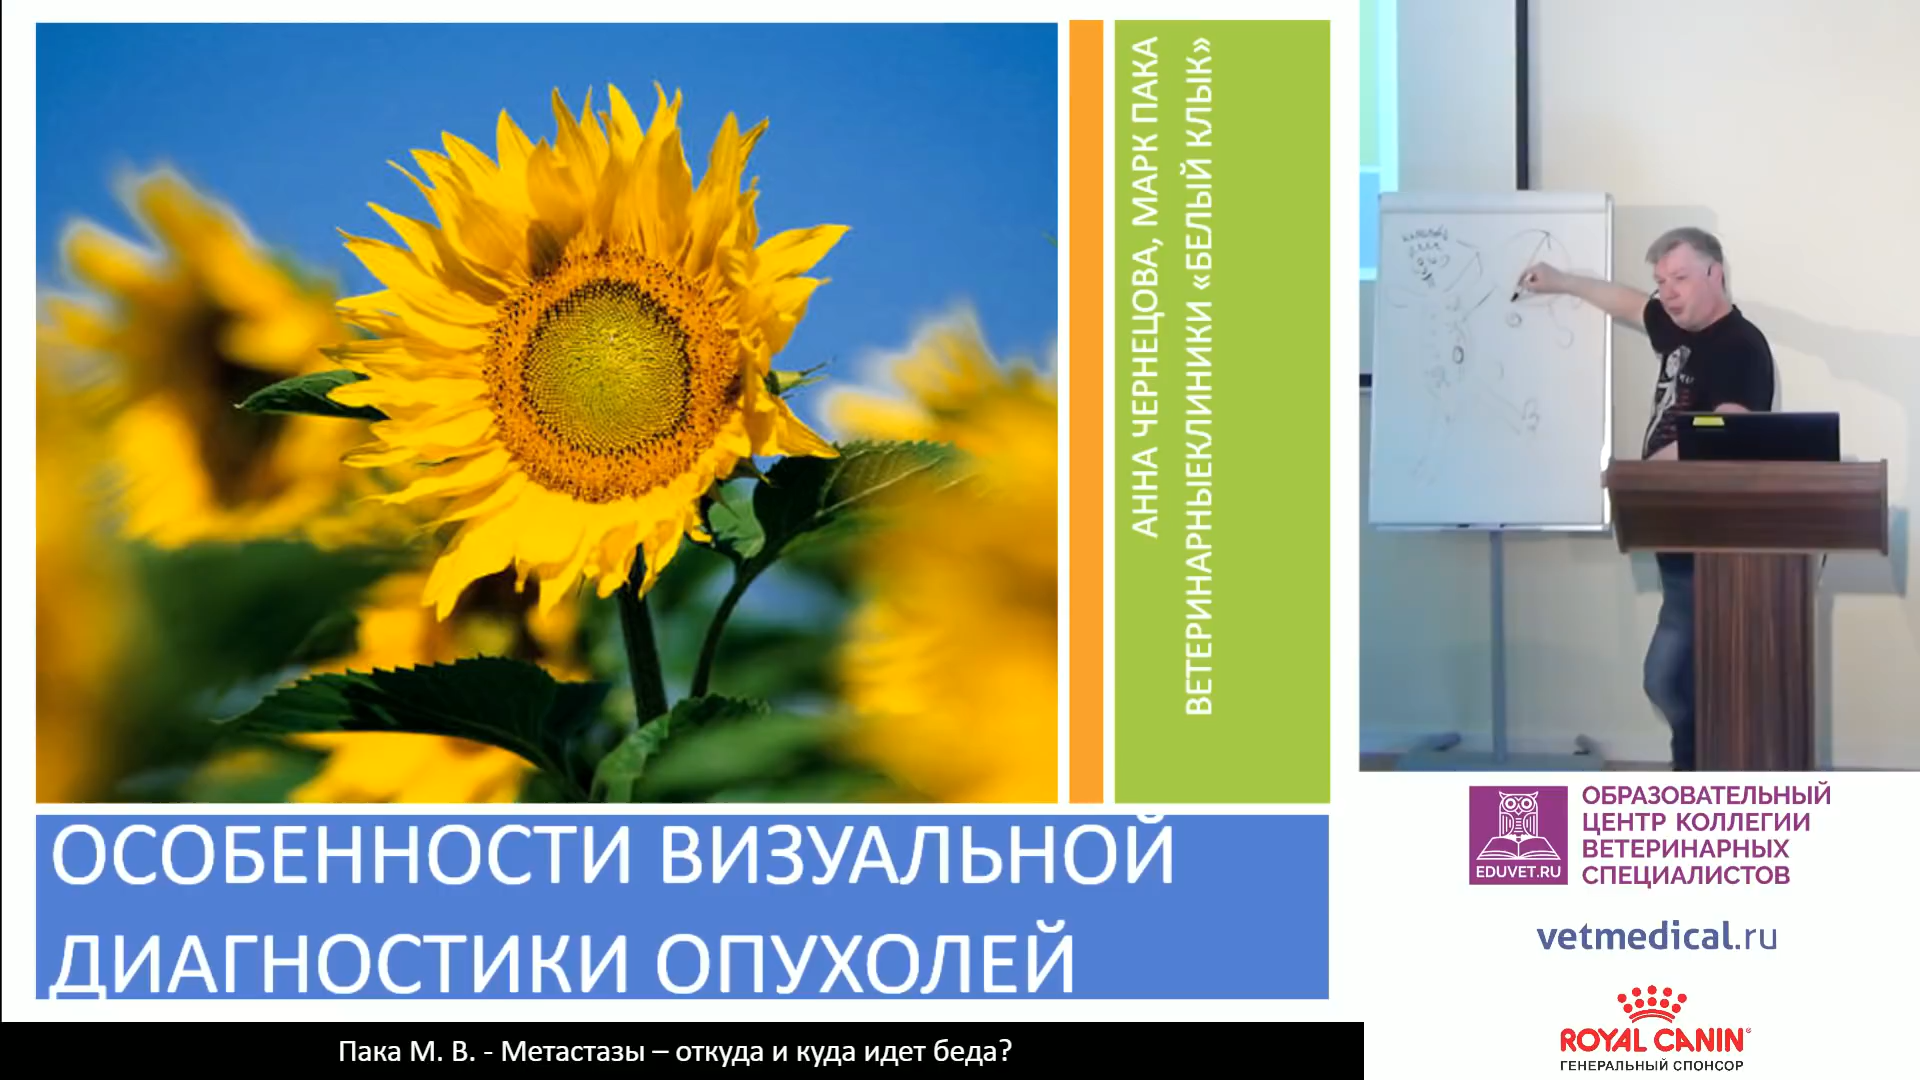 АННА ЧЕРНЕЦОВА, МАРК ПАКА
ВЕТЕРИНАРНЫЕКЛИНИКИ «БЕЛЫЙ КЛЫК»
ОСОБЕННОСТИ ВИЗУАЛЬНОЙ
ДИАГНОСТИКИ ОПУХОЛЕЙ
Пака М. В. - Метастазы – откуда и куда идет беда?
EDUVET.RU
ОБРАЗОВАТЕЛЬНЫЙ
ЦЕНТР КОЛЛЕГИИ
ВЕТЕРИНАРНЫХ
СПЕЦИАЛИСТОВ
vetmedical.ru
ROYAL CANIN®
ГЕНЕРАЛЬНЫЙ СПОНСОР